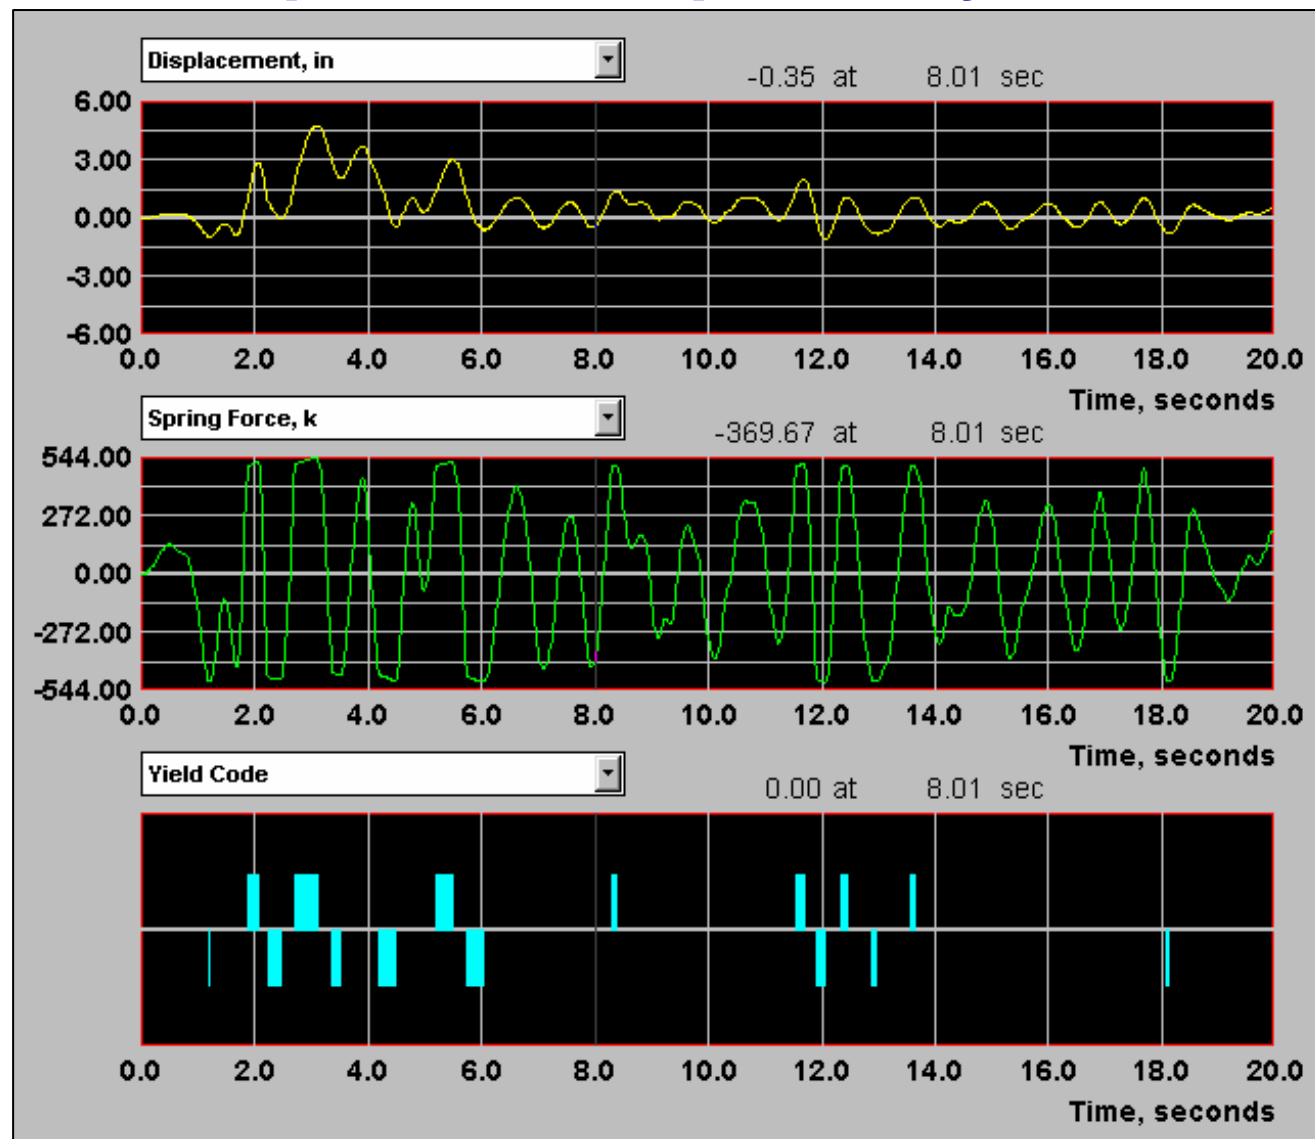 Displacement, in
-0.35 at 8.01 sec
6.00
3.00
0.00
-3.00
-6.00
0.0 2.0 4.0 6.0 8.0 10.0 12.0 14.0 16.0 18.0 20.0
Time, seconds
Spring Force, k
-369.67 at 8.01 sec
544.00
272.00
0.00
-272.00
-544.00
0.0 2.0 4.0 6.0 8.0 10.0 12.0 14.0 16.0 18.0 20.0
Time, seconds
Yield Code
0.00 at 8.01 sec
0.0 2.0 4.0 6.0 8.0 10.0 12.0 14.0 16.0 18.0 20.0
Time, seconds